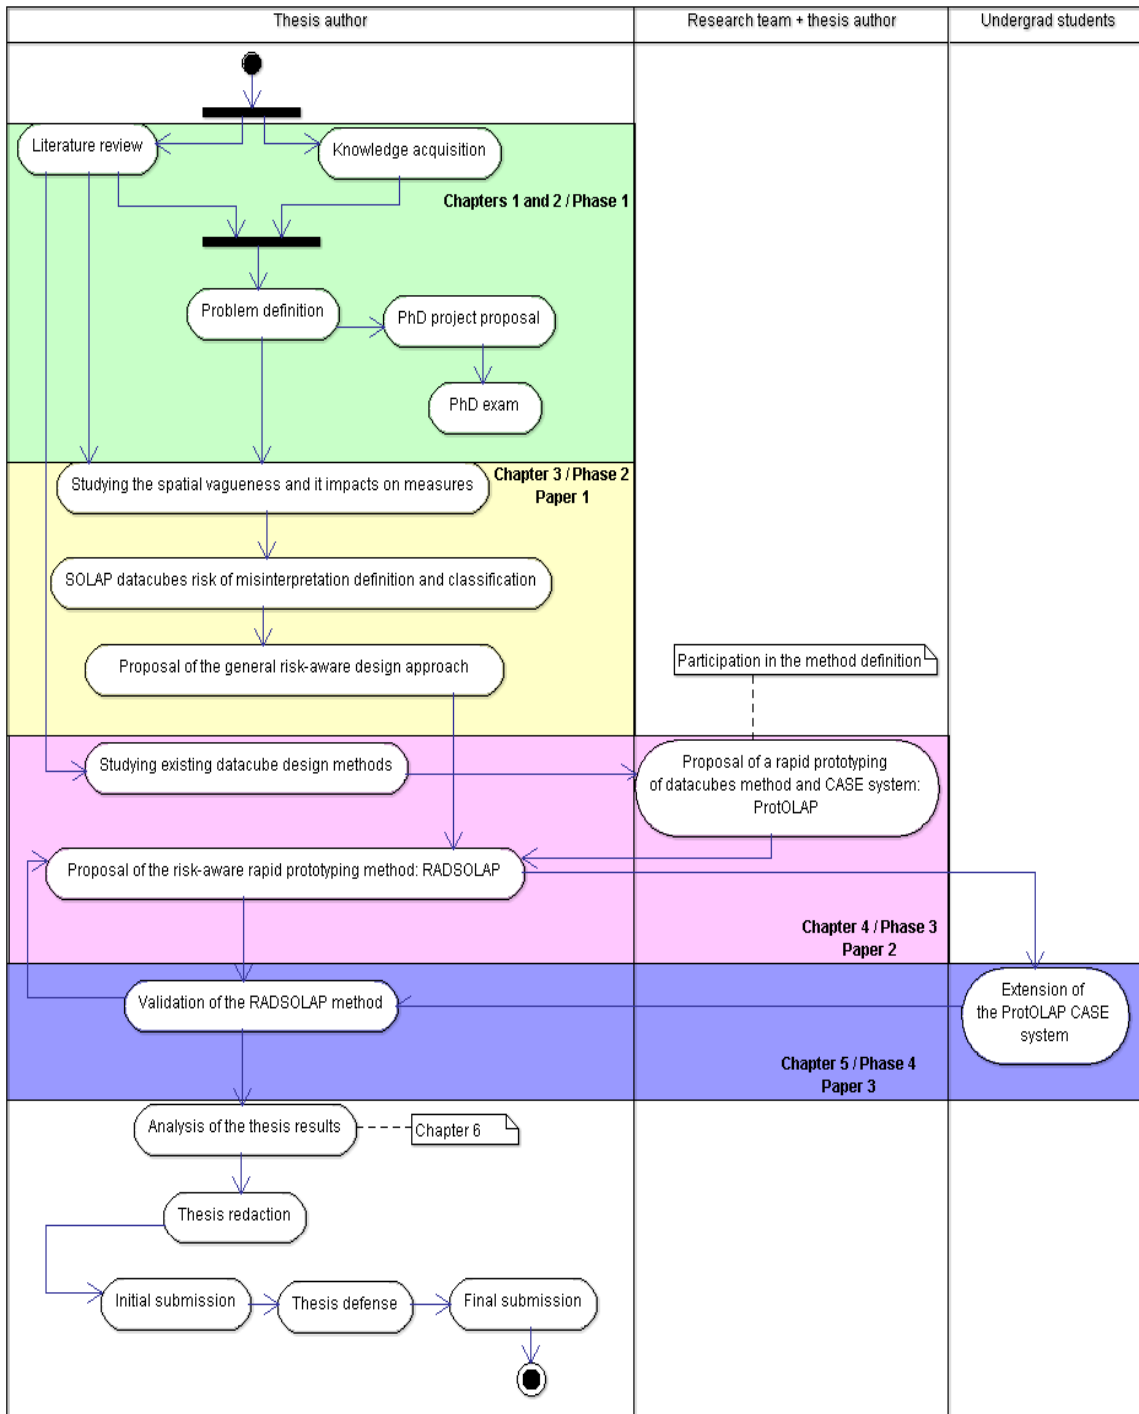 Thesis author
Research team + thesis author
Undergrad students
Literature review
Knowledge acquisition
Chapters 1 and 2 / Phase 1
Problem definition
PhD project proposal
PhD exam
Chapter 3 / Phase 2
Paper 1
Studying the spatial vagueness and it impacts on measures
SOLAP datacubes risk of misinterpretation definition and classification
Proposal of the general risk-aware design approach
Participation in the method definition
Studying existing datacube design methods
Proposal of a rapid prototyping
of datacubes method and CASE system:
ProtOLAP
Proposal of the risk-aware rapid prototyping method: RADSOLAP
Chapter 4 / Phase 3
Paper 2
Validation of the RADSOLAP method
Extension of
the ProtOLAP CASE
system
Chapter 5 / Phase 4
Paper 3
Analysis of the thesis results
Chapter 6
Thesis redaction
Initial submission
Thesis defense
Final submission